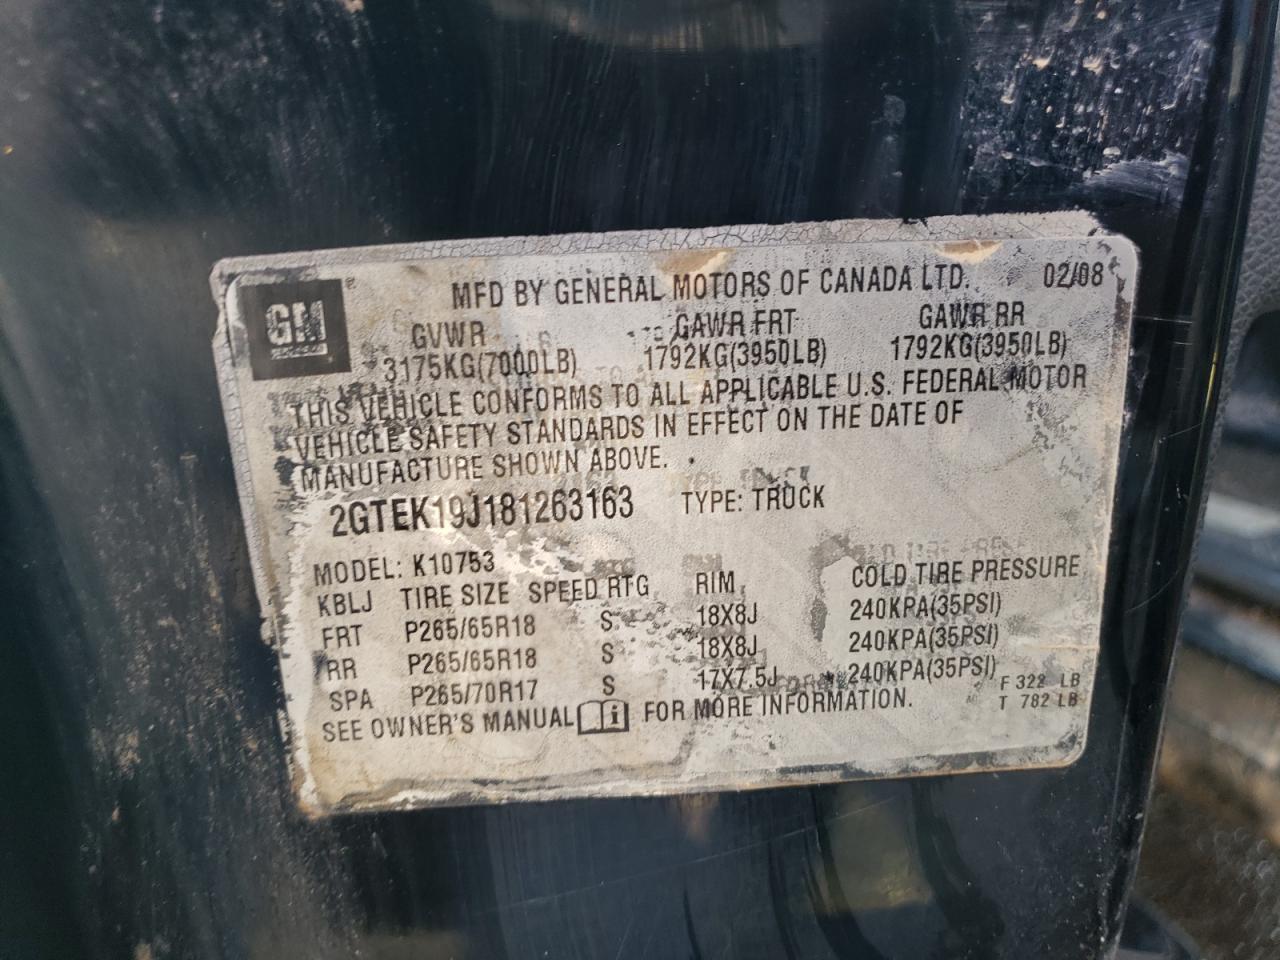 GM
MFD BY GENERAL MOTORS OF CANADA LTD. 02/08
GVWR GAWR FRT GAWR RR
3175KG(7000LB) 1792KG(3950LB) 1792KG(3950LB)
THIS VEHICLE CONFORMS TO ALL APPLICABLE U.S. FEDERAL MOTOR
VEHICLE SAFETY STANDARDS IN EFFECT ON THE DATE OF
MANUFACTURE SHOWN ABOVE.
2GTEK19J181263163 TYPE: TRUCK
MODEL: K10753
KBLJ TIRE SIZE SPEED RTG RIM COLD TIRE PRESSURE
FRT P265/65R18 S 18X8J 240KPA(35PSI)
RR P265/65R18 S 18X8J 240KPA(35PSI)
SPA P265/70R17 S 17X7.5J 240KPA(35PSI)
SEE OWNER'S MANUAL FOR MORE INFORMATION.
F 322 LB
T 782 LB